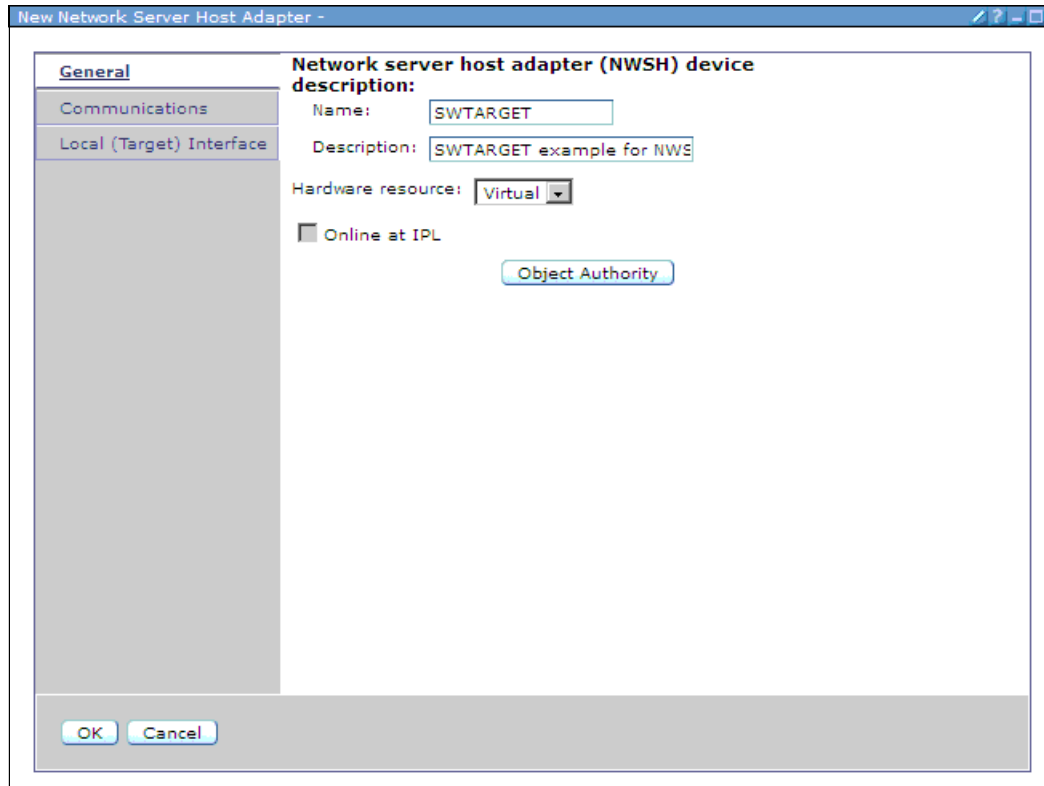 New Network Server Host Adapter -
General
Communications
Local (Target) Interface
Network server host adapter (NWSH) device
description:
Name: SWTARGET
Description: SWTARGET example for NWS
Hardware resource: Virtual
Online at IPL
Object Authority
OK Cancel